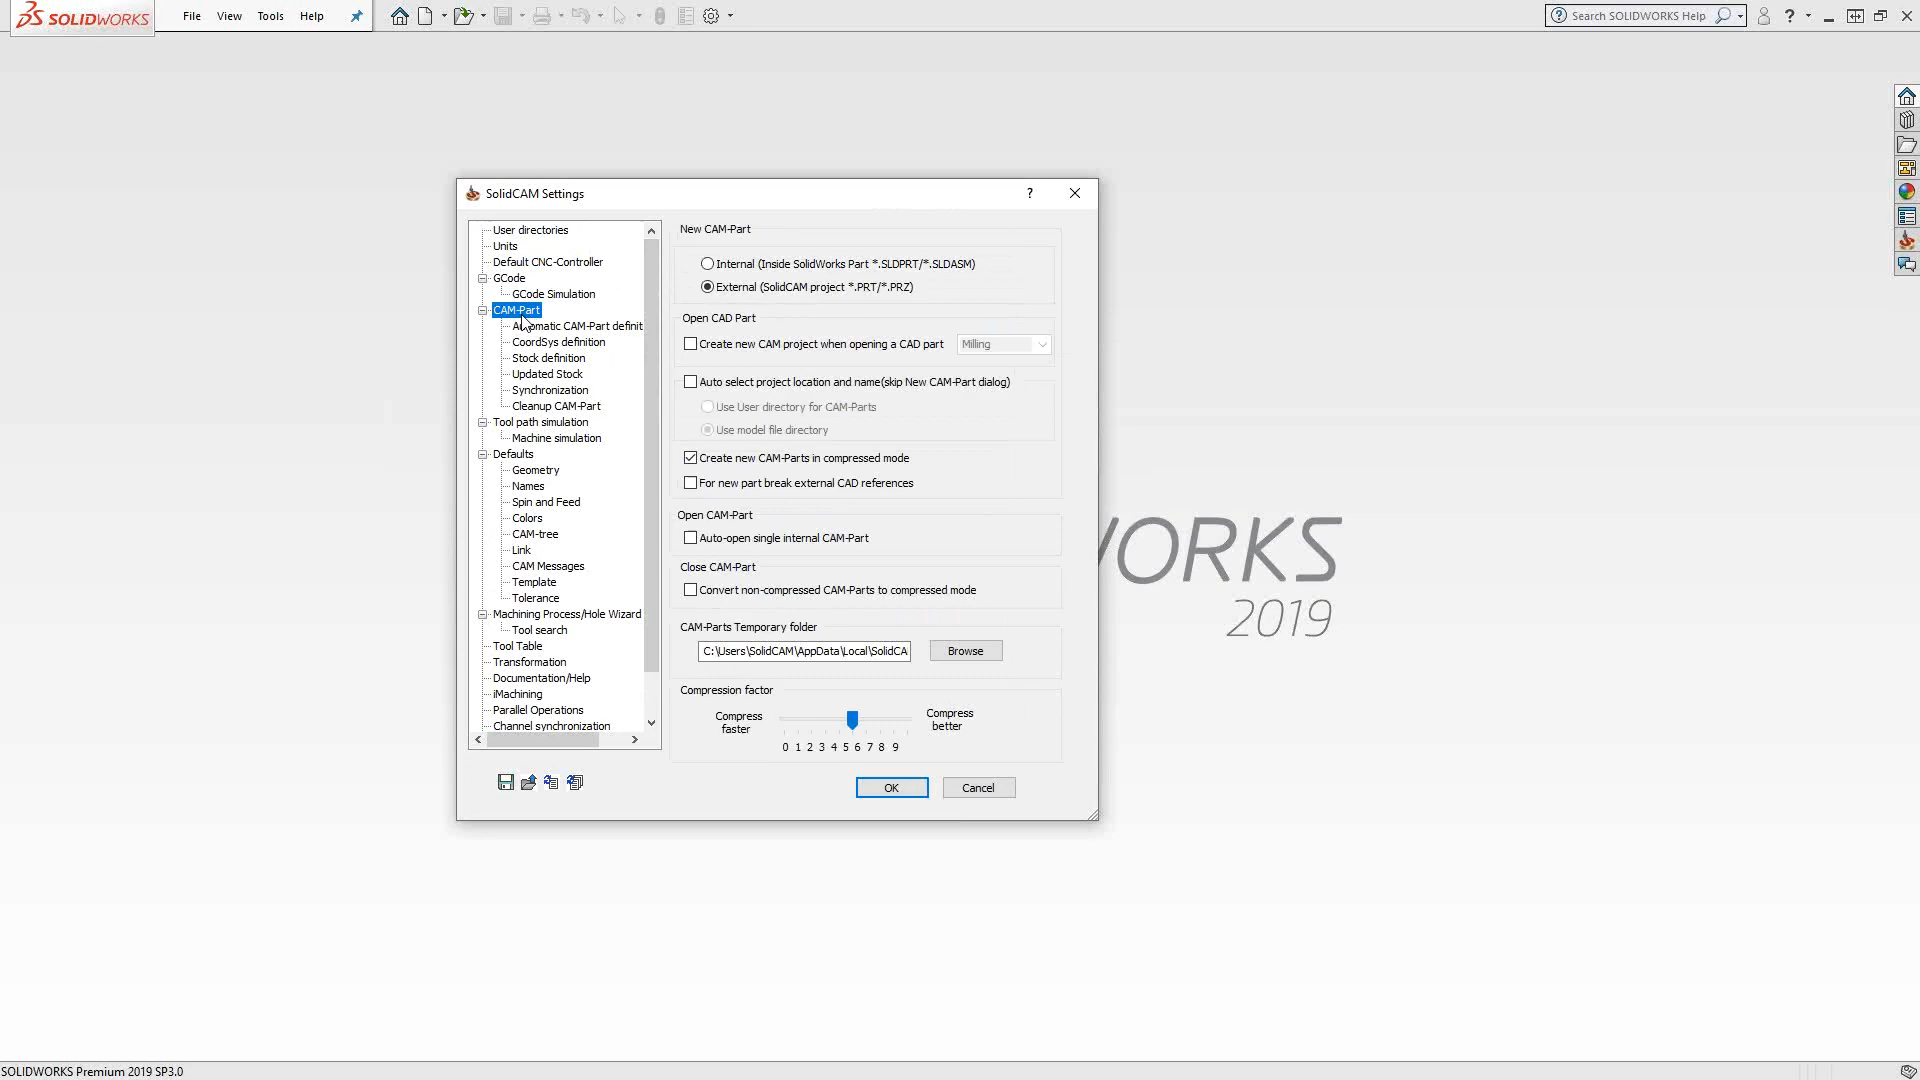 SOLIDWORKS
File View Tools Help
Search SOLIDWORKS Help
SolidCAM Settings
User directories
Units
Default CNC-Controller
GCode
GCode Simulation
CAM-Part
Automatic CAM-Part definit
CoordSys definition
Stock definition
Updated Stock
Synchronization
Cleanup CAM-Part
Tool path simulation
Machine simulation
Defaults
Geometry
Names
Spin and Feed
Colors
CAM-tree
Link
CAM Messages
Template
Tolerance
Machining Process/Hole Wizard
Tool search
Tool Table
Transformation
Documentation/Help
iMachining
Parallel Operations
Channel synchronization
New CAM-Part
Internal (Inside SolidWorks Part *.SLDPRT/*.SLDASM)
External (SolidCAM project *.PRT/*.PRZ)
Open CAD Part
Create new CAM project when opening a CAD part
Milling
Auto select project location and name(skip New CAM-Part dialog)
Use User directory for CAM-Parts
Use model file directory
Create new CAM-Parts in compressed mode
For new part break external CAD references
Open CAM-Part
Auto-open single internal CAM-Part
Close CAM-Part
Convert non-compressed CAM-Parts to compressed mode
CAM-Parts Temporary folder
C:\Users\SolidCAM\AppData\Local\SolidCA
Browse
Compression factor
Compress faster
Compress better
0 1 2 3 4 5 6 7 8 9
OK
Cancel
WORKS
2019
SOLIDWORKS Premium 2019 SP3.0